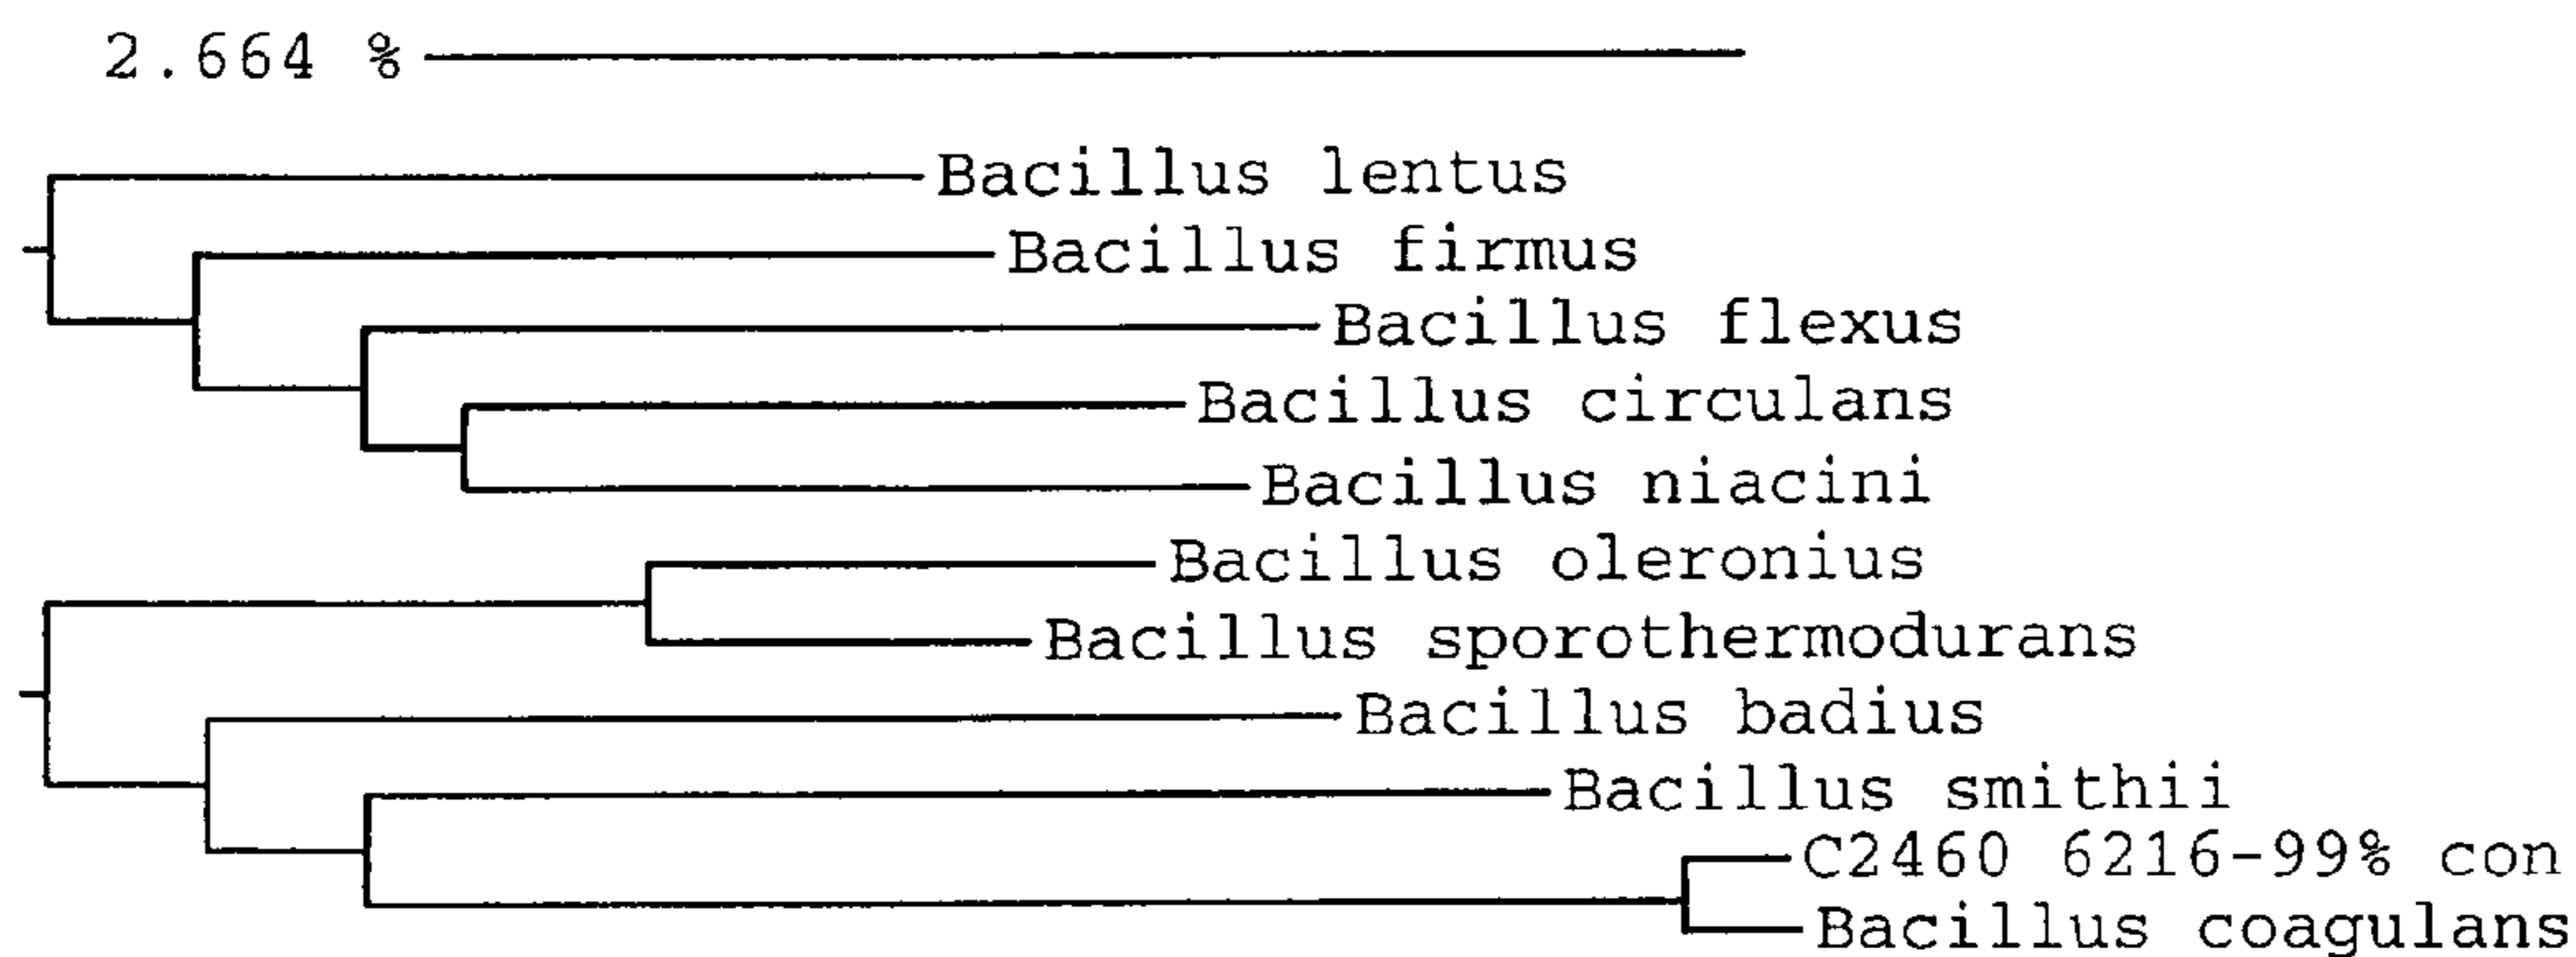 2.664 %
Bacillus lentus
Bacillus firmus
Bacillus flexus
Bacillus circulans
Bacillus niacini
Bacillus oleronius
Bacillus sporothermodurans
Bacillus badius
Bacillus smithii
C2460 6216-99% con
Bacillus coagulans